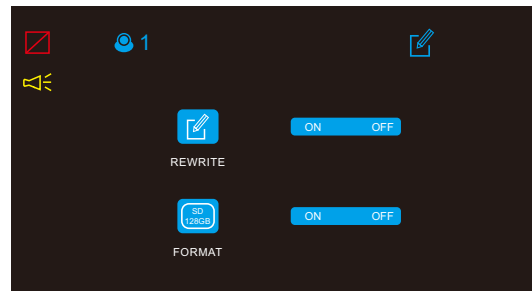 1
ON OFF
REWRITE
SD
128GB
ON OFF
FORMAT